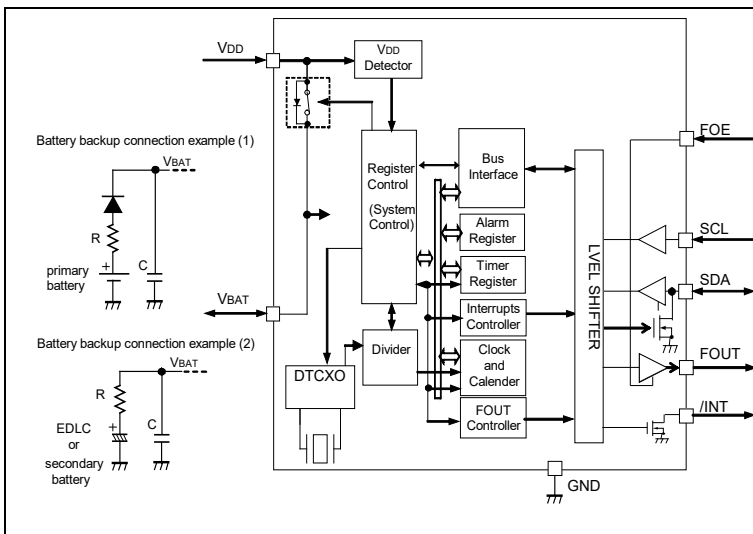 VDD
VDD
Detector
Battery backup connection example (1)
VBAT
R
+
C
primary
battery
VBAT
Battery backup connection example (2)
VBAT
R
+
C
EDLC
or
secondary
battery
Register
Control
(System
Control)
Divider
DTCXO
Bus
Interface
Alarm
Register
Timer
Register
Interrupts
Controller
Clock
and
Calender
FOUT
Controller
LVEL SHIFTER
FOE
SCL
SDA
FOUT
/INT
GND